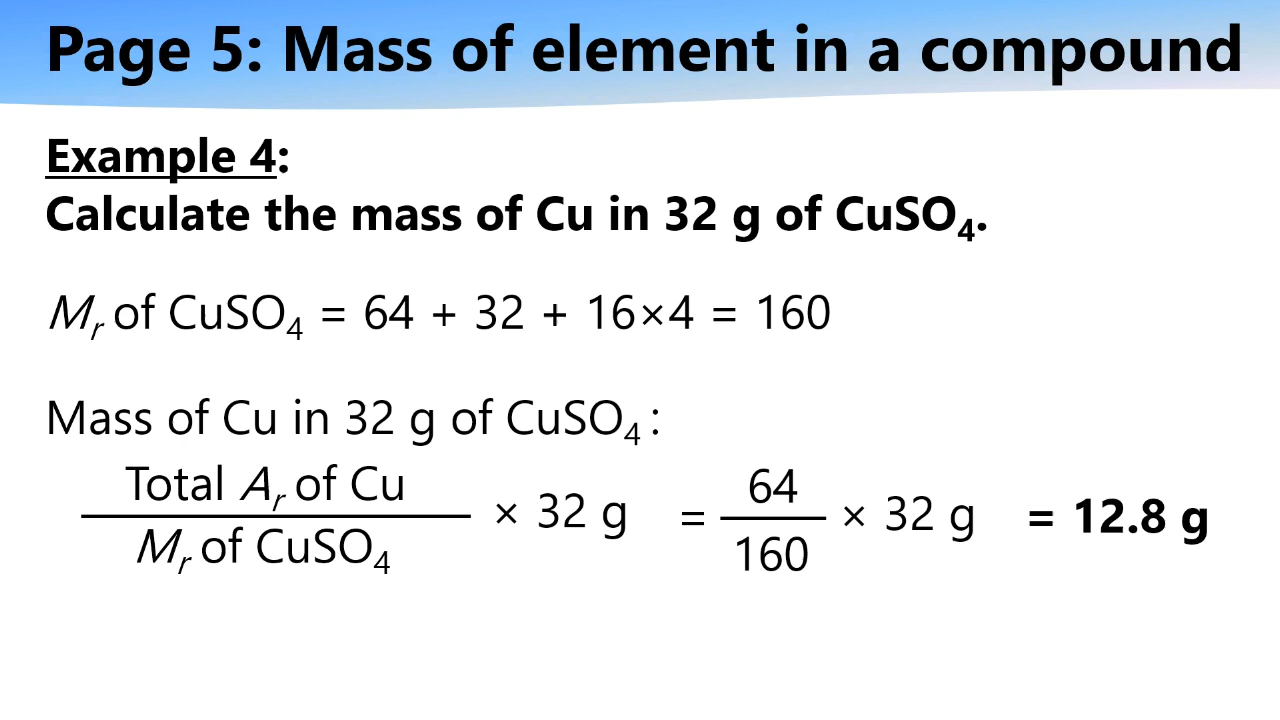 Page 5: Mass of element in a compound
Example 4:
Calculate the mass of Cu in 32 g of CuSO₄.
Mᵣ of CuSO₄ = 64 + 32 + 16×4 = 160
Mass of Cu in 32 g of CuSO₄ :
Total Aᵣ of Cu
Mᵣ of CuSO₄
× 32 g
=
64
160
× 32 g
= 12.8 g